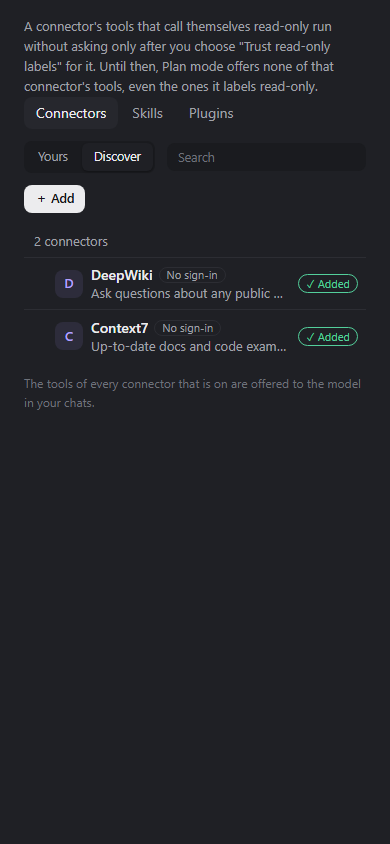 A connector's tools that call themselves read-only run
without asking only after you choose "Trust read-only
labels" for it. Until then, Plan mode offers none of that
connector's tools, even the ones it labels read-only.
Connectors Skills Plugins
Yours Discover Search
+ Add
2 connectors
D DeepWiki No sign-in
Ask questions about any public ...
✓ Added
C Context7 No sign-in
Up-to-date docs and code exam...
✓ Added
The tools of every connector that is on are offered to the model
in your chats.